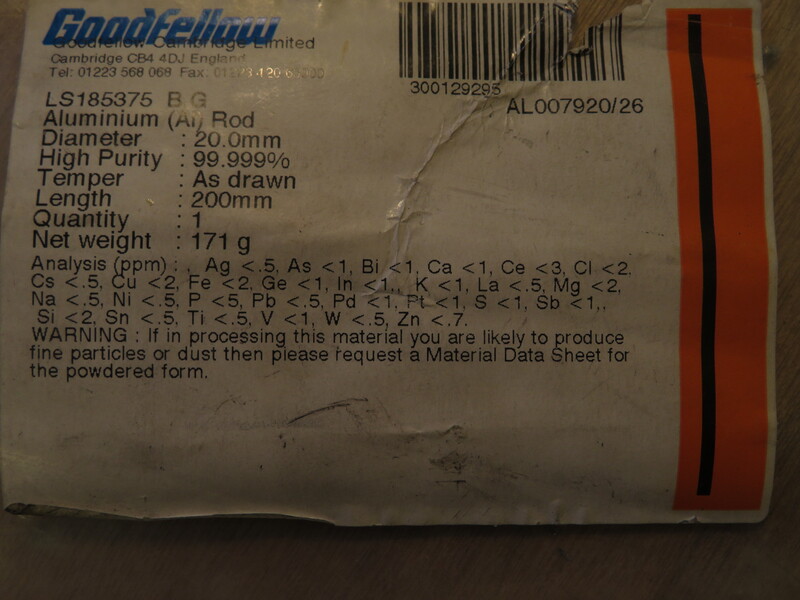 Goodfellow
Goodfellow Cambridge Limited
Cambridge CB4 4DJ England
Tel: 01223 568 068 Fax:
300129295
AL007920/26
LS185375 B G
Aluminium (Al) Rod
Diameter : 20.0mm
High Purity : 99.999%
Temper : As drawn
Length : 200mm
Quantity : 1
Net weight : 171 g
Analysis (ppm) : , Ag <.5, As <1, Bi <1, Ca <1, Ce <3, Cl <2,
Cs <.5, Cu <2, Fe <2, Ge <1, In <1,, K <1, La <.5, Mg <2,
Na <.5, Ni <.5, P <5, Pb <.5, Pd <1, Pt <1, S <1, Sb <1,,
Si <2, Sn <.5, Ti <.5, V <1, W <.5, Zn <.7.
WARNING : If in processing this material you are likely to produce
fine particles or dust then please request a Material Data Sheet for
the powdered form.